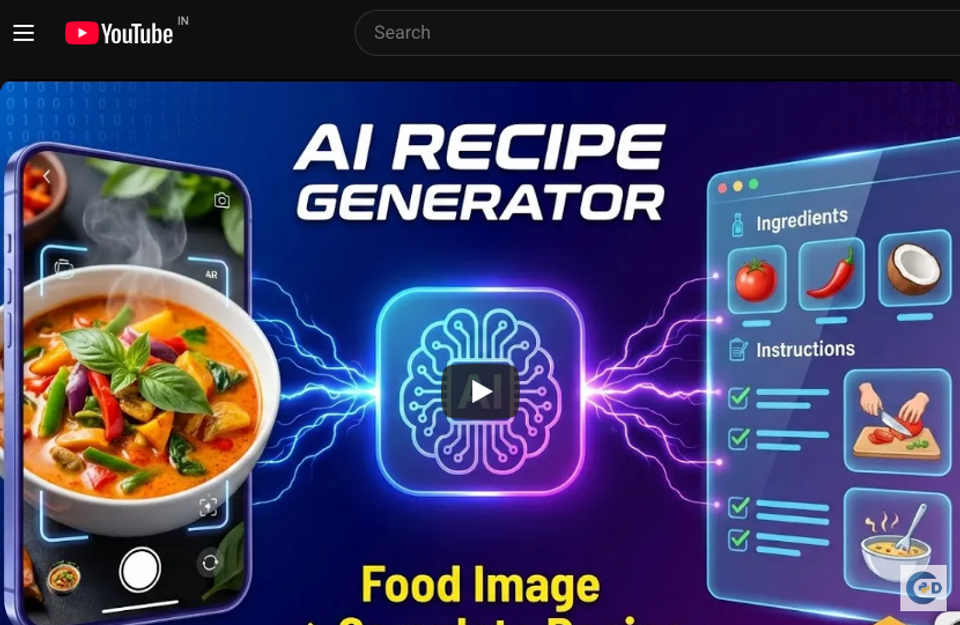 YouTube IN
Search
AI RECIPE
GENERATOR
AR
Ingredients
AI
Instructions
Food Image